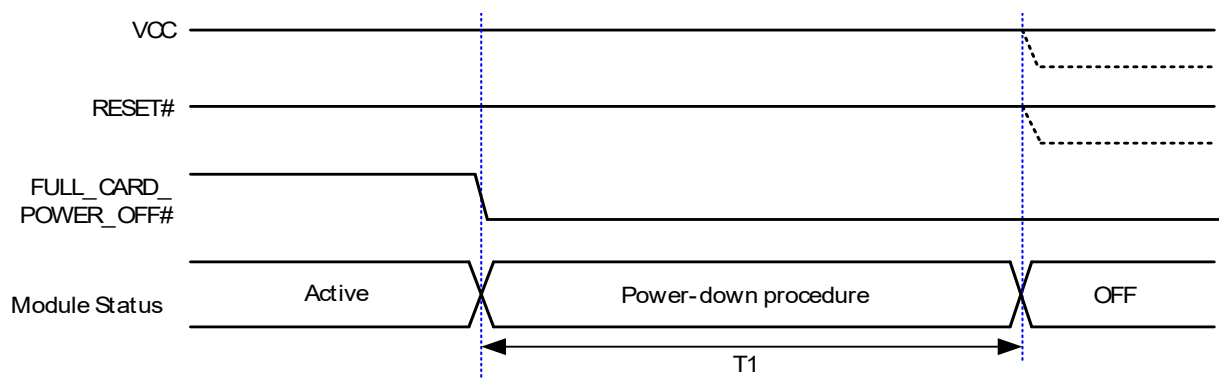 VCC
RESET#
FULL_CARD_
POWER_OFF#
Module Status
Active
Power-down procedure
OFF
T1